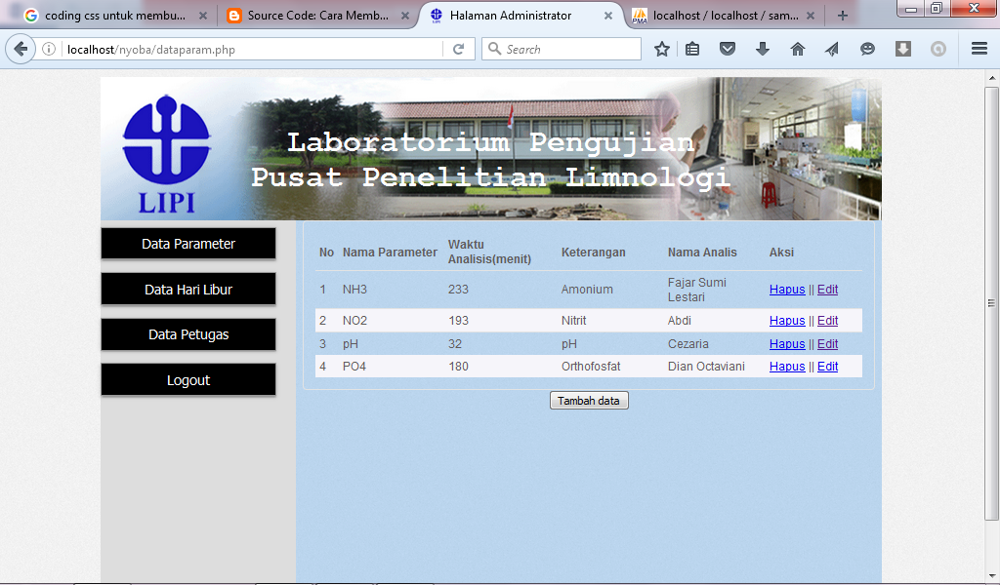 coding css untuk membu...
Source Code: Cara Memb...
Halaman Administrator
localhost / localhost / sam...
localhost/nyoba/dataparam.php
Search
Laboratorium Pengujian
Pusat Penelitian Limnologi
LIPI
Data Parameter
Data Hari Libur
Data Petugas
Logout
No Nama Parameter Waktu Analisis(menit) Keterangan Nama Analis Aksi
1 NH3 233 Amonium Fajar Sumi Lestari Hapus || Edit
2 NO2 193 Nitrit Abdi Hapus || Edit
3 pH 32 pH Cezaria Hapus || Edit
4 PO4 180 Orthofosfat Dian Octaviani Hapus || Edit
Tambah data